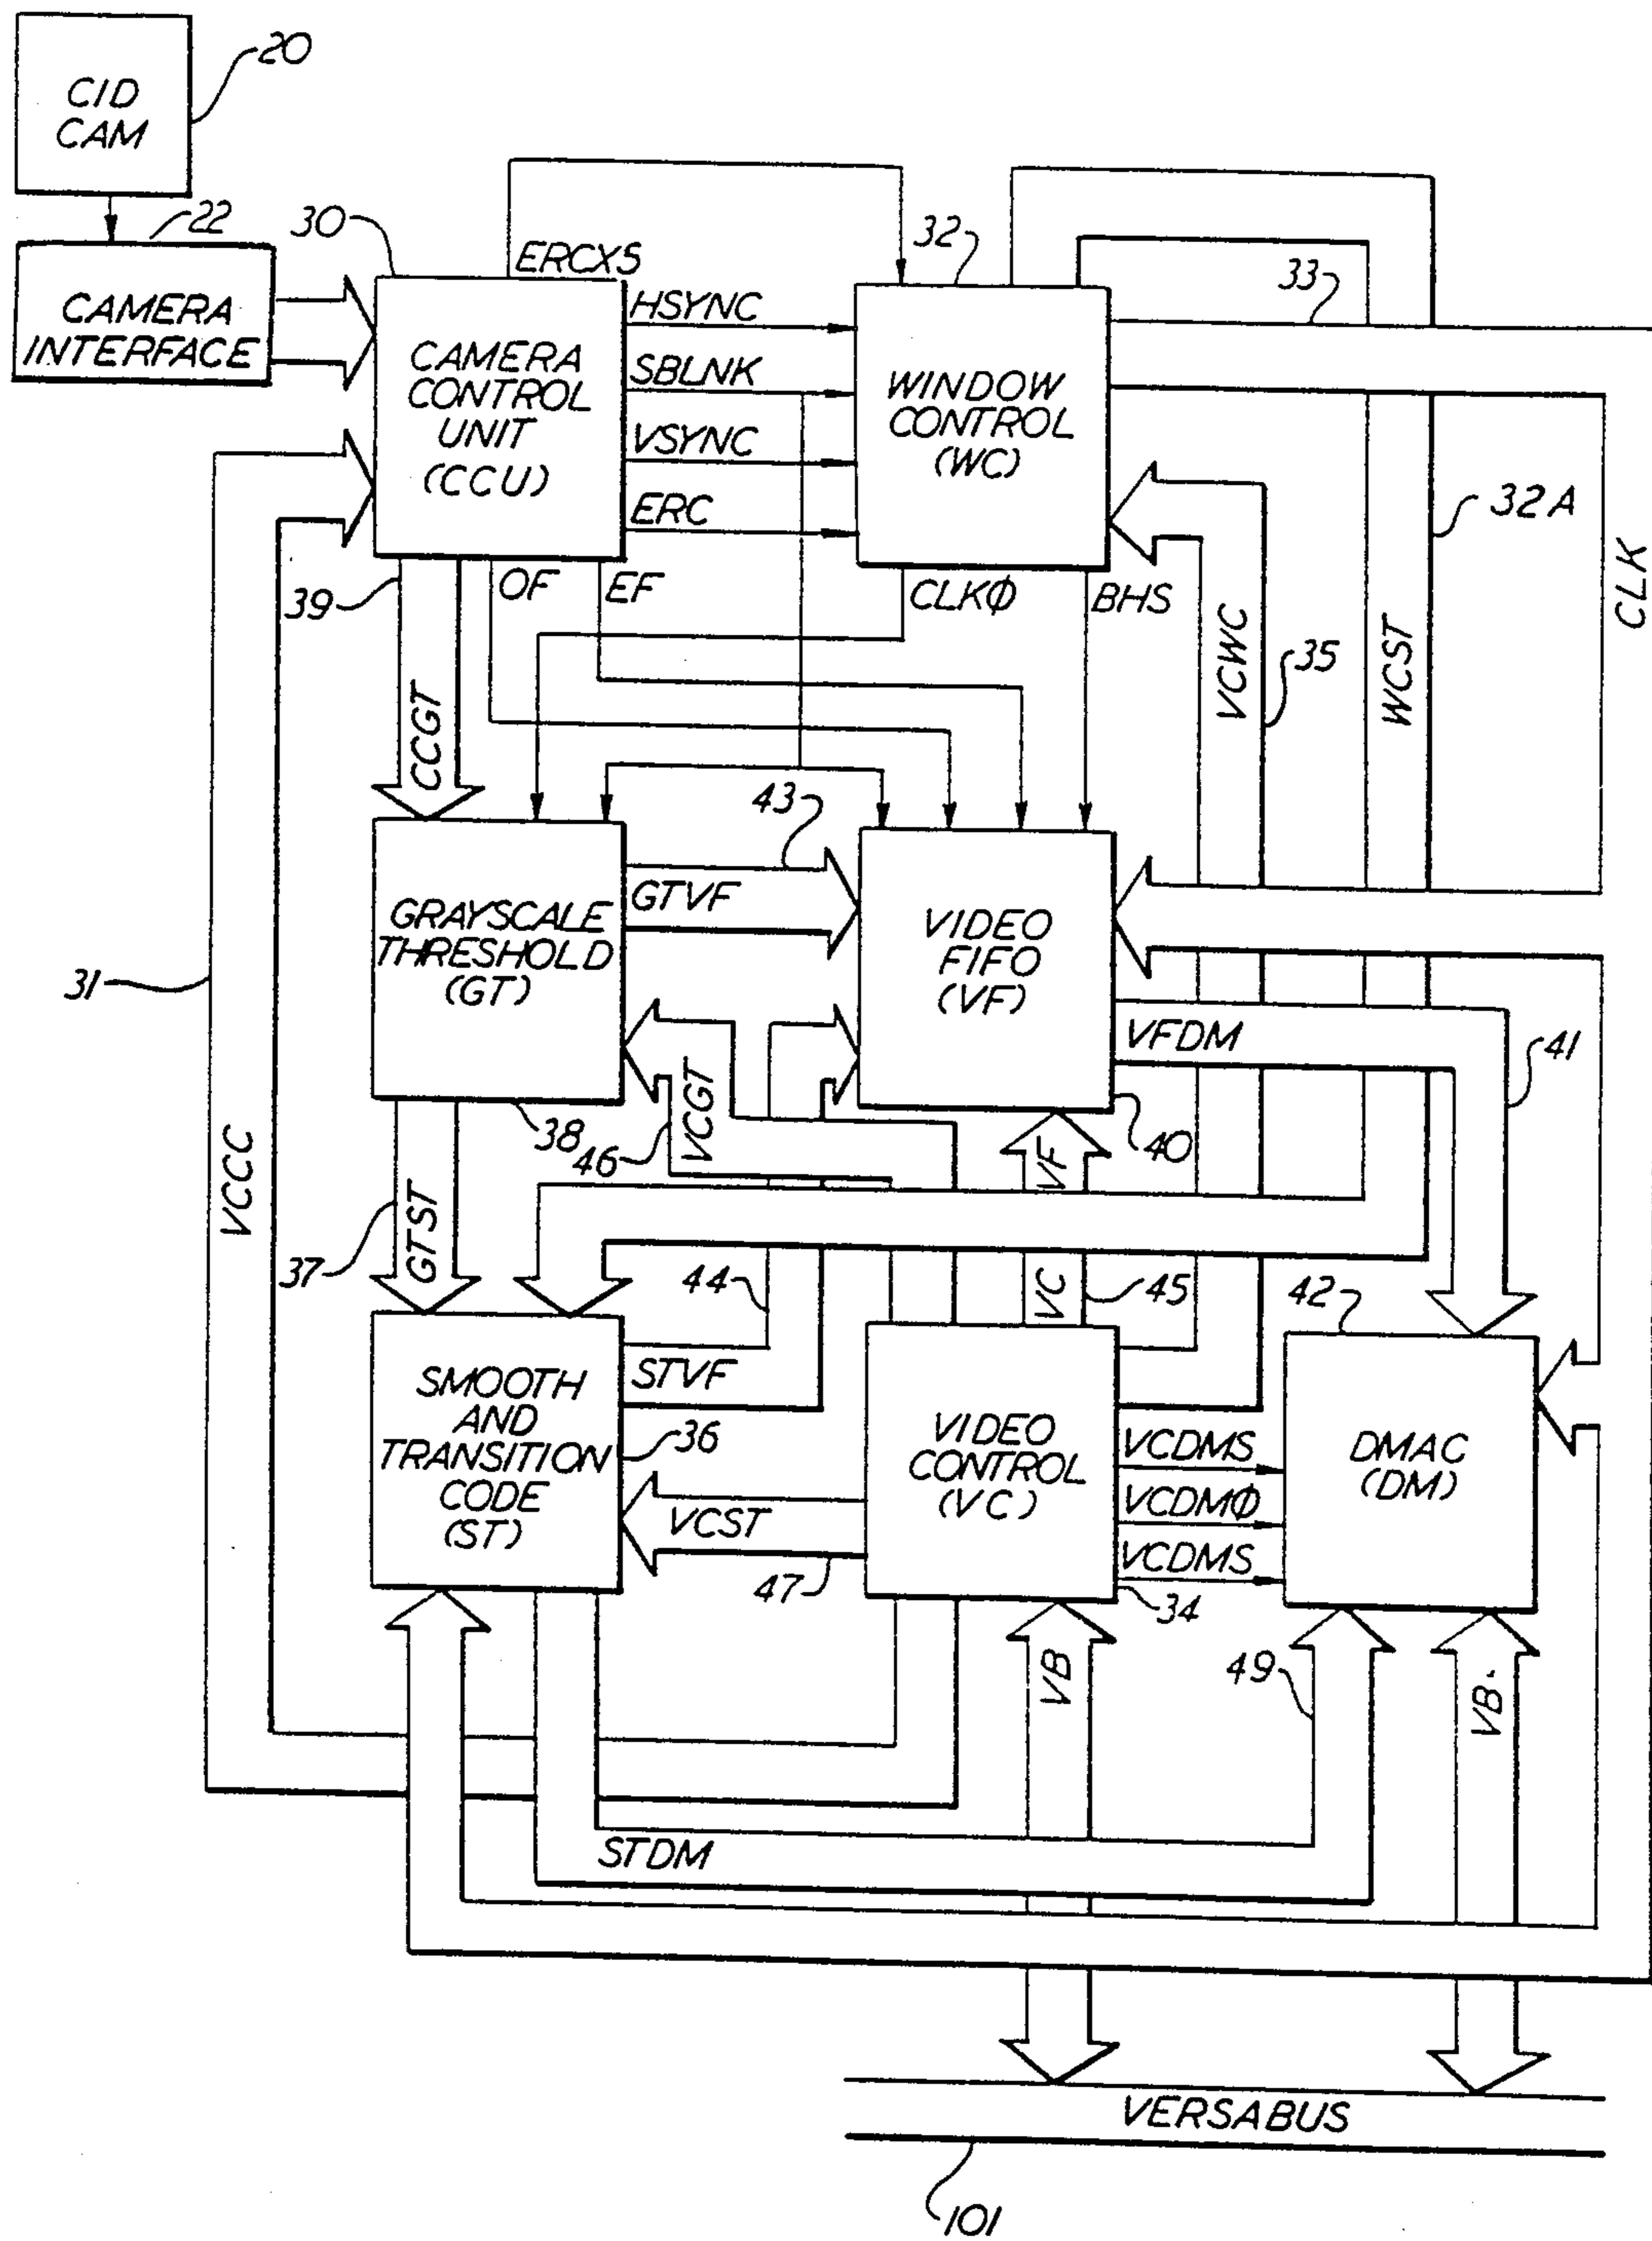 CID
CAM
20
22
CAMERA
INTERFACE
30
ERCXS
32
33
CAMERA
CONTROL
UNIT
(CCU)
HSYNC
SBLNK
VSYNC
ERC
WINDOW
CONTROL
(WC)
32A
CLK
39
OF
EF
CLKØ
BHS
VCWC
35
WCST
CCGT
43
GRAYSCALE
THRESHOLD
(GT)
GTVF
VIDEO
FIFO
(VF)
31
VFDM
41
VCCC
38
46
VCGT
VF
40
37
GTST
44
VC
45
42
SMOOTH
AND
TRANSITION
CODE
(ST)
STVF
36
VCST
47
VIDEO
CONTROL
(VC)
VCDMS
VCDMØ
VCDMS
34
DMAC
(DM)
VB
49
VB
STDM
VERSABUS
101